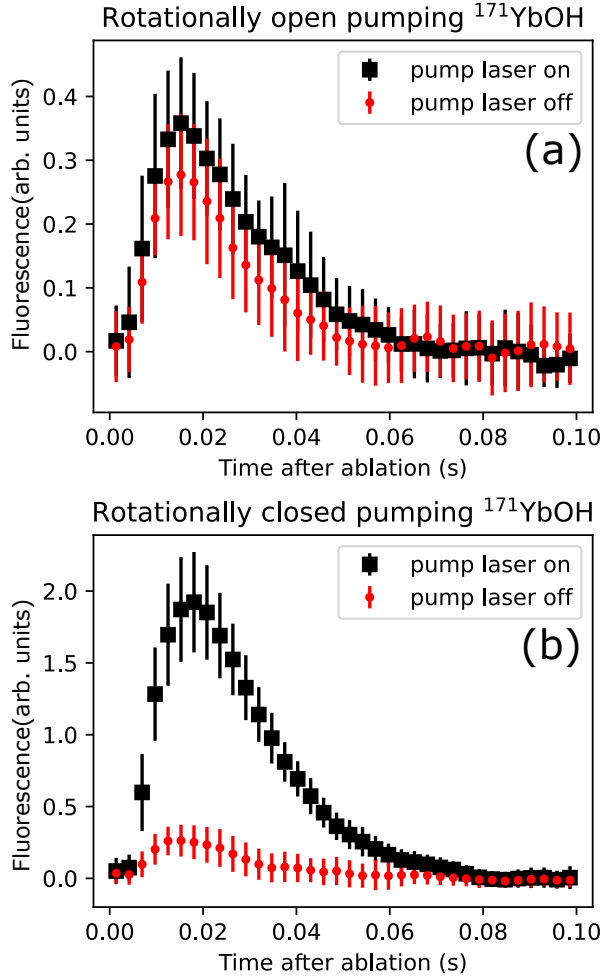 Rotationally open pumping ¹⁷¹YbOH
pump laser on
pump laser off
(a)
Fluorescence(arb. units)
0.4
0.3
0.2
0.1
0.0
0.00 0.02 0.04 0.06 0.08 0.10
Time after ablation (s)
Rotationally closed pumping ¹⁷¹YbOH
pump laser on
pump laser off
(b)
Fluorescence(arb. units)
2.0
1.5
1.0
0.5
0.0
0.00 0.02 0.04 0.06 0.08 0.10
Time after ablation (s)